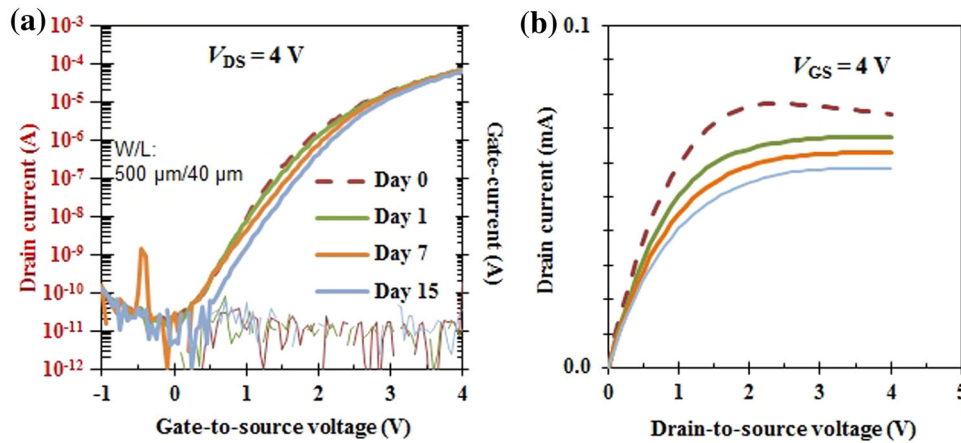 (a)
V_DS = 4 V
10^-3
10^-4
10^-5
10^-6
10^-7
10^-8
10^-9
10^-10
10^-11
10^-12
Drain current (A)
W/L:
500 µm/40 µm
Day 0
Day 1
Day 7
Day 15
Gate-current (A)
-1 0 1 2 3 4
Gate-to-source voltage (V)
(b)
V_GS = 4 V
0.1
0.0
Drain current (mA)
0 1 2 3 4 5
Drain-to-source voltage (V)